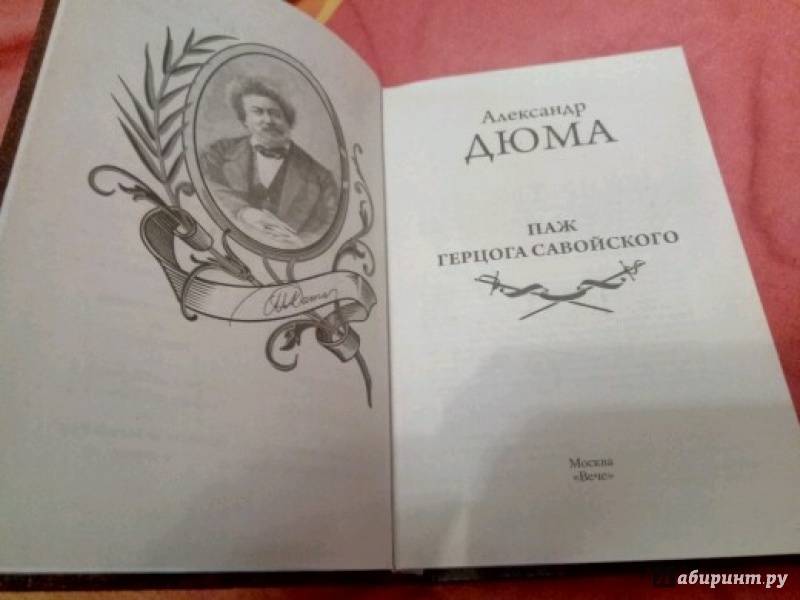 Александр
ДЮМА
ПАЖ
ГЕРЦОГА САВОЙСКОГО
Москва
«Вече»
абиринт.ру